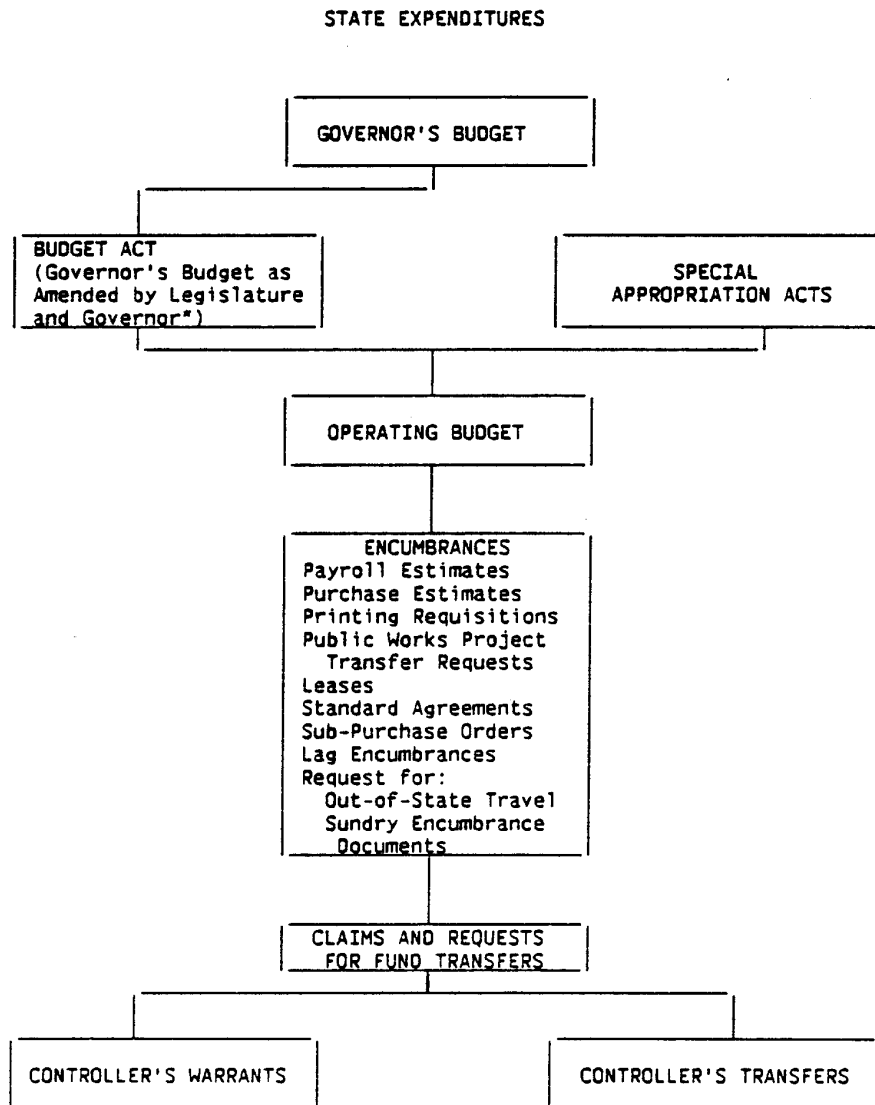 STATE EXPENDITURES
GOVERNOR'S BUDGET
BUDGET ACT
(Governor's Budget as
Amended by Legislature
and Governor*)
SPECIAL
APPROPRIATION ACTS
OPERATING BUDGET
ENCUMBRANCES
Payroll Estimates
Purchase Estimates
Printing Requisitions
Public Works Project
Transfer Requests
Leases
Standard Agreements
Sub-Purchase Orders
Lag Encumbrances
Request for:
Out-of-State Travel
Sundry Encumbrance
Documents
CLAIMS AND REQUESTS
FOR FUND TRANSFERS
CONTROLLER'S WARRANTS
CONTROLLER'S TRANSFERS